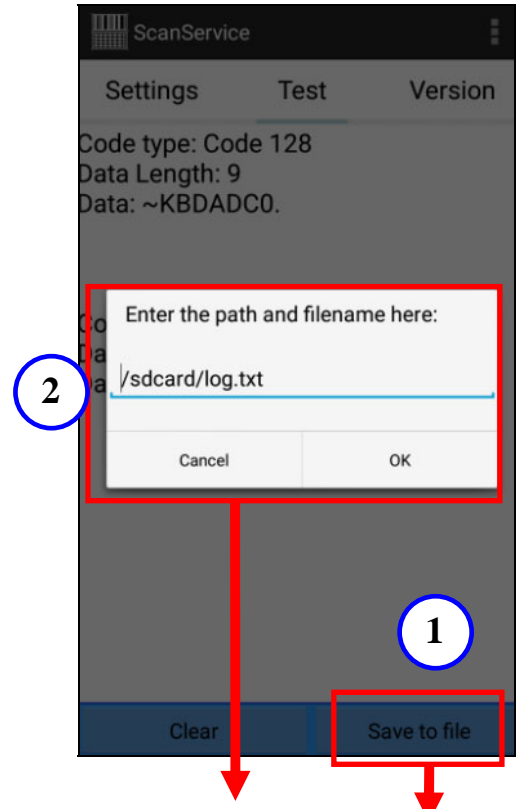 ScanService
Settings Test Version
Code type: Code 128
Data Length: 9
Data: ~KBDADC0.
Enter the path and filename here:
/sdcard/log.txt
Cancel OK
2
1
Clear Save to file